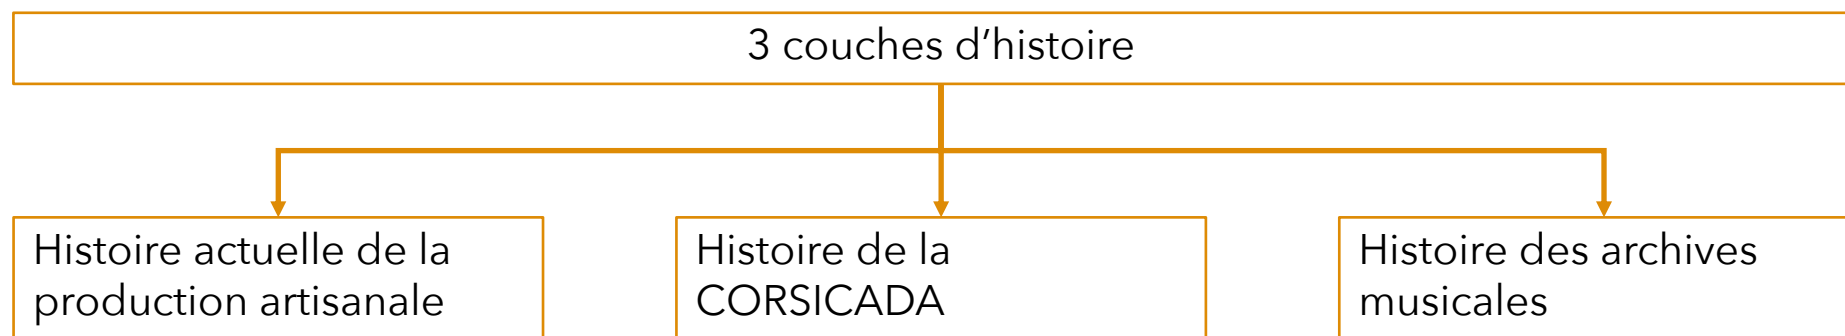 3 couches d’histoire
Histoire actuelle de la
production artisanale
Histoire de la
CORSICADA
Histoire des archives
musicales